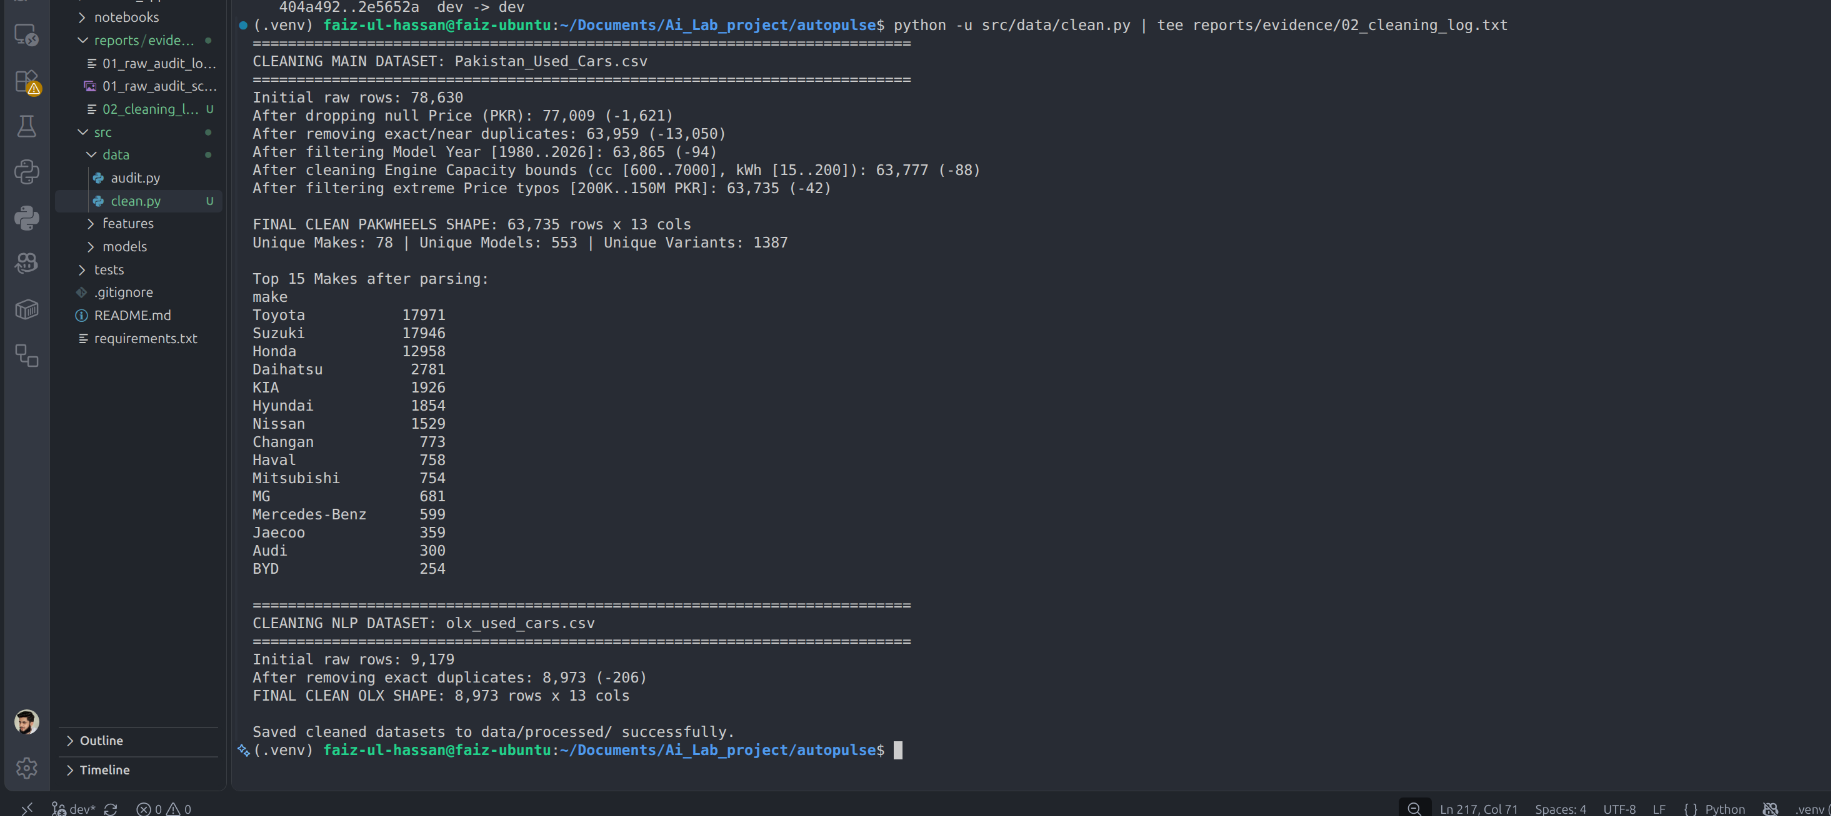 notebooks
reports/evide...
01_raw_audit_lo...
01_raw_audit_sc...
02_cleaning_l... U
src
data
audit.py
clean.py U
features
models
tests
.gitignore
README.md
requirements.txt
Outline
Timeline
404a492..2e5652a dev -> dev
(.venv) faiz-ul-hassan@faiz-ubuntu:~/Documents/Ai_Lab_project/autopulse$ python -u src/data/clean.py | tee reports/evidence/02_cleaning_log.txt
===========================================================================
CLEANING MAIN DATASET: Pakistan_Used_Cars.csv
===========================================================================
Initial raw rows: 78,630
After dropping null Price (PKR): 77,009 (-1,621)
After removing exact/near duplicates: 63,959 (-13,050)
After filtering Model Year [1980..2026]: 63,865 (-94)
After cleaning Engine Capacity bounds (cc [600..7000], kWh [15..200]): 63,777 (-88)
After filtering extreme Price typos [200K..150M PKR]: 63,735 (-42)
FINAL CLEAN PAKWHEELS SHAPE: 63,735 rows x 13 cols
Unique Makes: 78 | Unique Models: 553 | Unique Variants: 1387
Top 15 Makes after parsing:
make
Toyota 17971
Suzuki 17946
Honda 12958
Daihatsu 2781
KIA 1926
Hyundai 1854
Nissan 1529
Changan 773
Haval 758
Mitsubishi 754
MG 681
Mercedes-Benz 599
Jaecoo 359
Audi 300
BYD 254
===========================================================================
CLEANING NLP DATASET: olx_used_cars.csv
===========================================================================
Initial raw rows: 9,179
After removing exact duplicates: 8,973 (-206)
FINAL CLEAN OLX SHAPE: 8,973 rows x 13 cols
Saved cleaned datasets to data/processed/ successfully.
(.venv) faiz-ul-hassan@faiz-ubuntu:~/Documents/Ai_Lab_project/autopulse$
dev* 0 0 Ln 217, Col 71 Spaces: 4 UTF-8 LF { } Python .venv (